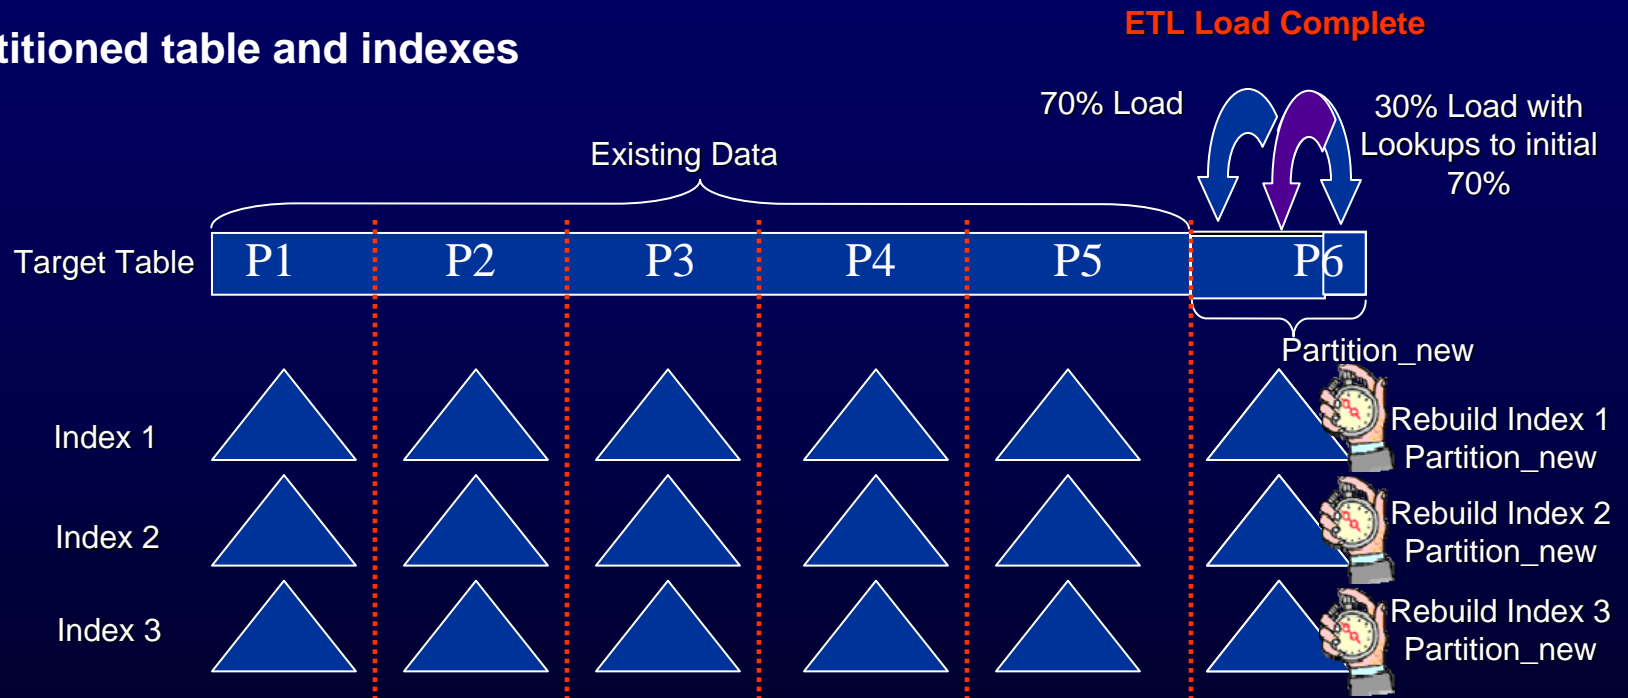 ETL Load Complete
titioned table and indexes
70% Load
30% Load with
Lookups to initial
70%
Existing Data
Target Table
P1
P2
P3
P4
P5
P6
Partition_new
Index 1
Rebuild Index 1
Partition_new
Index 2
Rebuild Index 2
Partition_new
Index 3
Rebuild Index 3
Partition_new